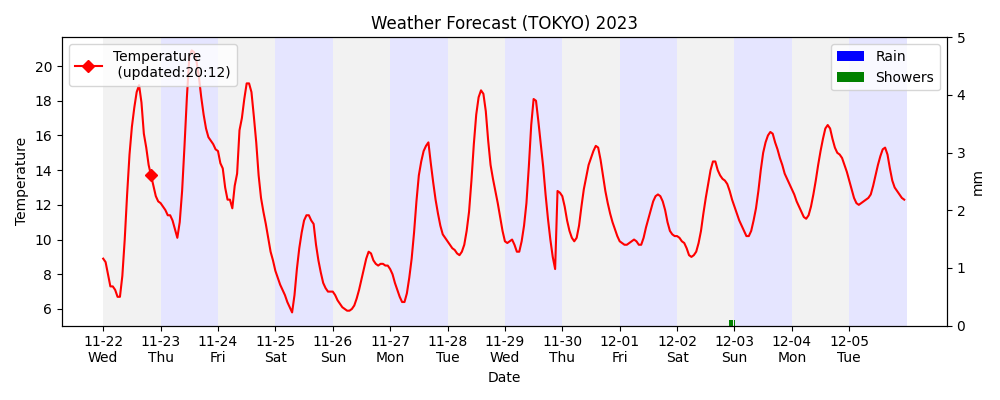 Weather Forecast (TOKYO) 2023
Temperature
(updated:20:12)
Rain
Showers
Temperature
20
18
16
14
12
10
8
6
5
4
3
2
1
0
mm
11-22 11-23 11-24 11-25 11-26 11-27 11-28 11-29 11-30 12-01 12-02 12-03 12-04 12-05
Wed Thu Fri Sat Sun Mon Tue Wed Thu Fri Sat Sun Mon Tue
Date